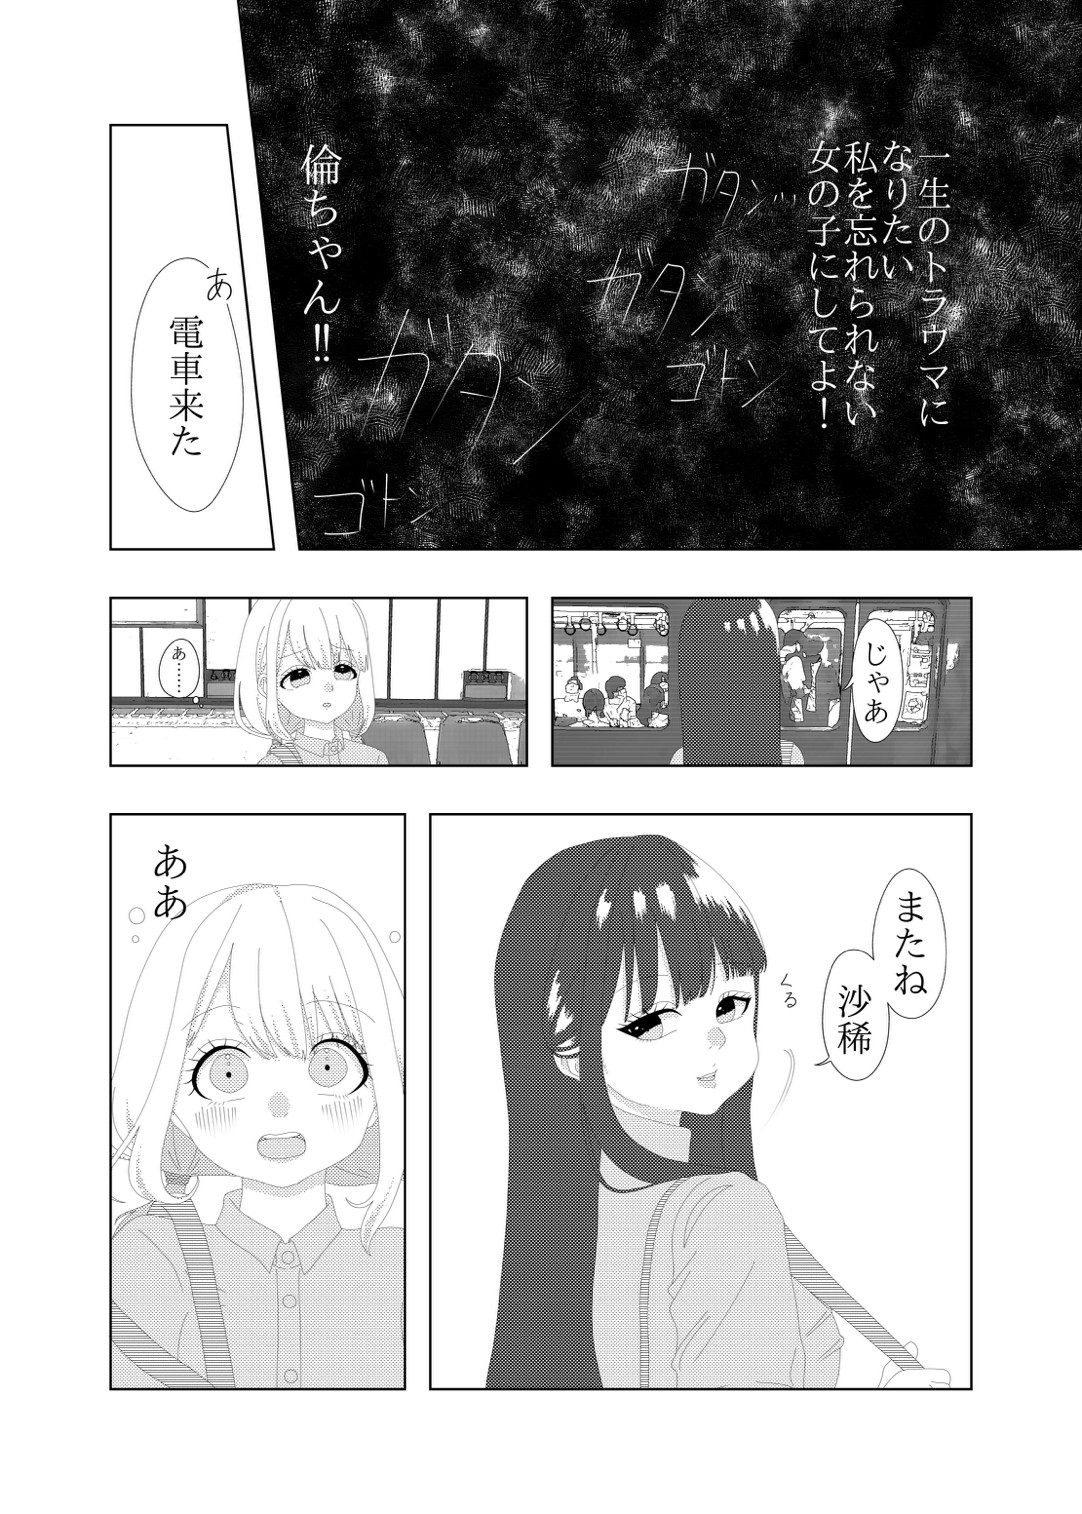 一生のトラウマに
なりたい
私を忘れられない
女の子にしてよ！
ガタン…
ガタン
ゴトン
ガタン
ゴトン
倫ちゃん‼
あ
電車来た
じゃあ
あ……
またね
沙稀
くる
ああ